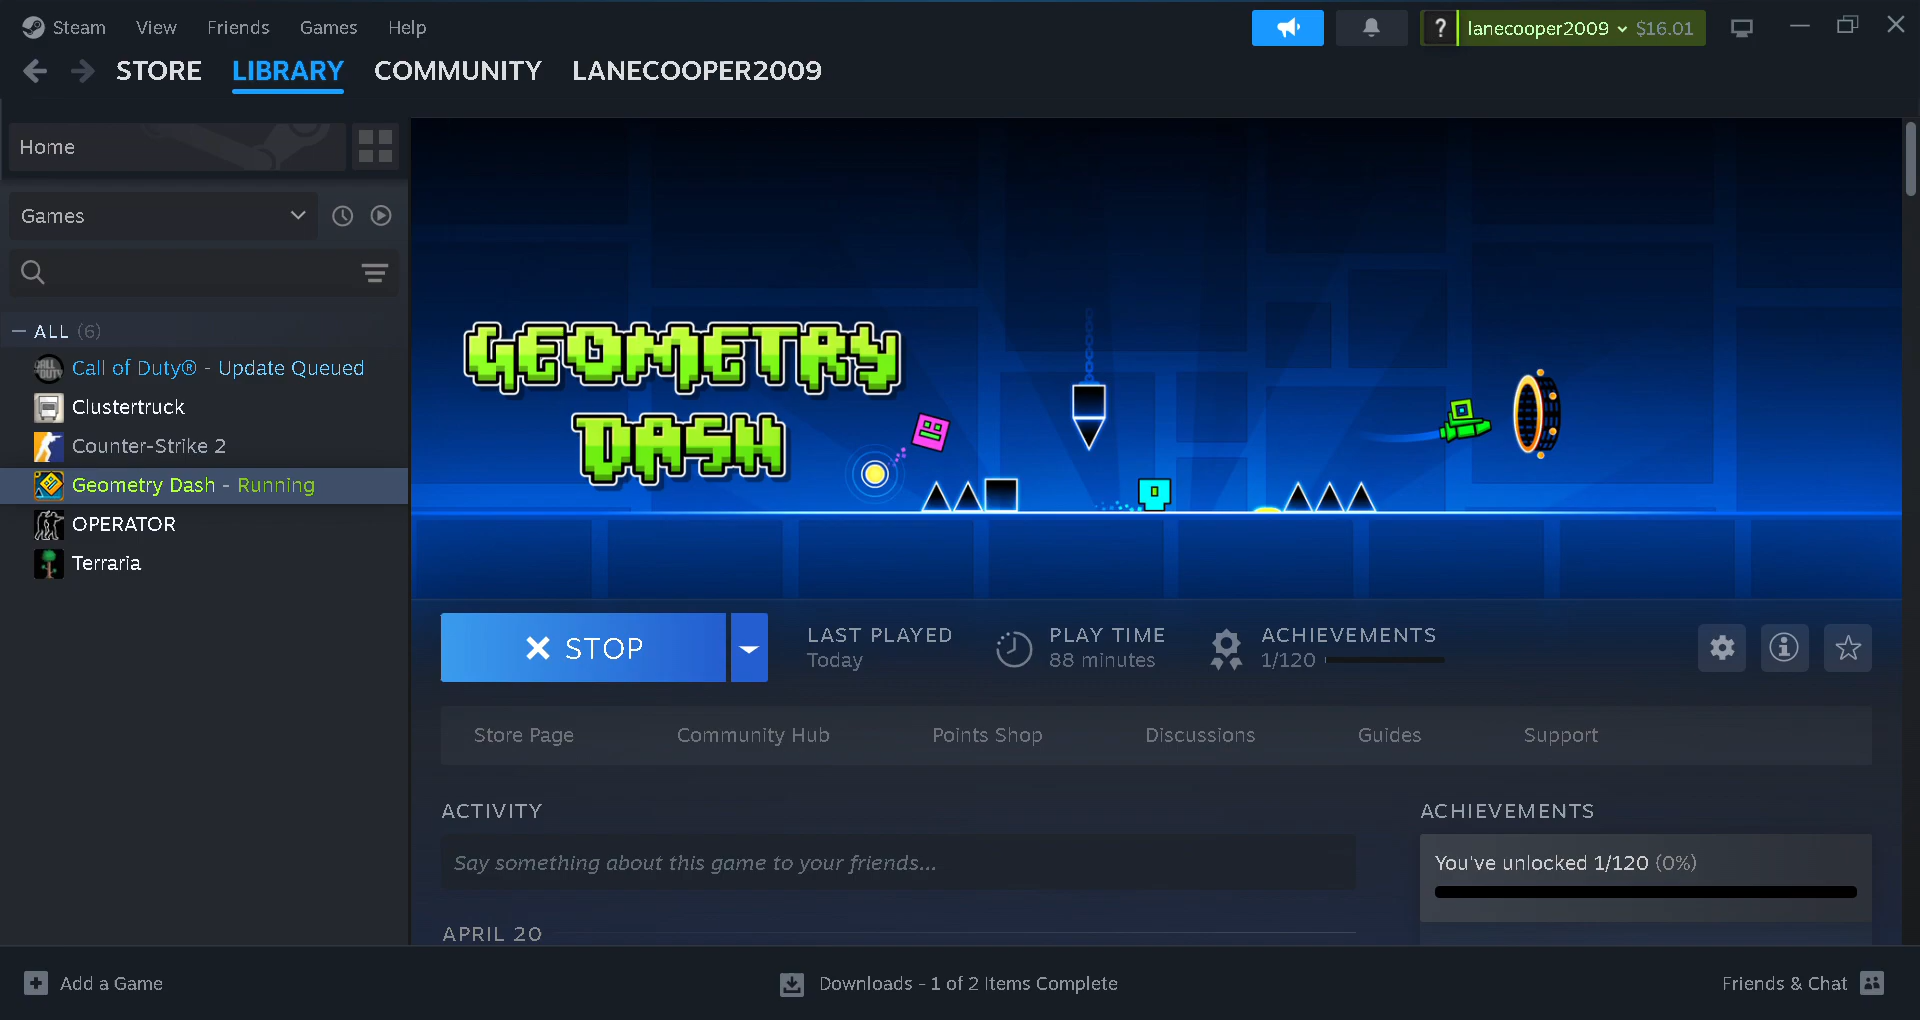 Steam View Friends Games Help
? lanecooper2009 $16.01
STORE LIBRARY COMMUNITY LANECOOPER2009
Home
Games
— ALL (6)
Call of Duty® - Update Queued
Clustertruck
Counter-Strike 2
Geometry Dash - Running
OPERATOR
Terraria
GEOMETRY
DASH
STOP
LAST PLAYED
Today
PLAY TIME
88 minutes
ACHIEVEMENTS
1/120
Store Page Community Hub Points Shop Discussions Guides Support
ACTIVITY
Say something about this game to your friends...
APRIL 20
ACHIEVEMENTS
You've unlocked 1/120 (0%)
Add a Game
Downloads - 1 of 2 Items Complete
Friends & Chat